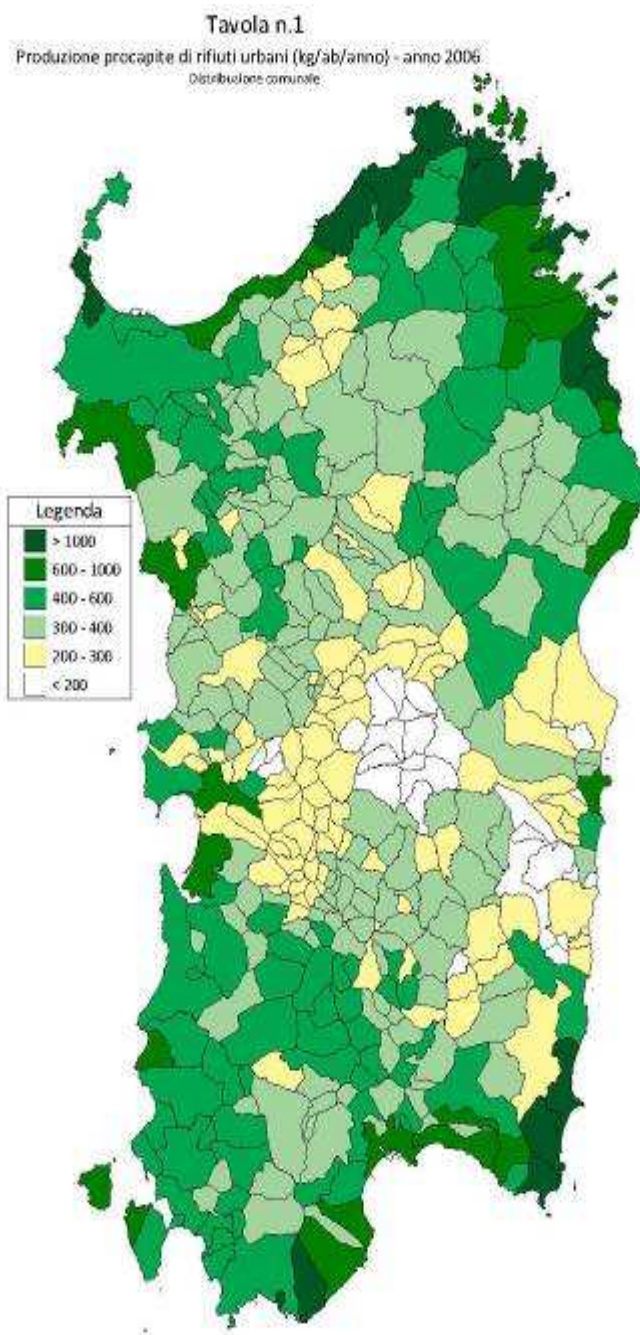 Tavola n.1
Produzione procapite di rifiuti urbani (kg/ab/anno) - anno 2006
Distribuzione comunale
Legenda
> 1000
600 - 1000
400 - 600
300 - 400
200 - 300
< 200